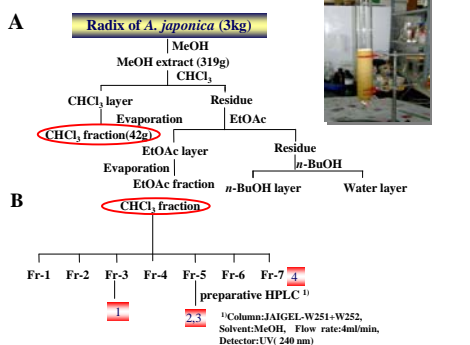 A
Radix of A. japonica (3kg)
MeOH
MeOH extract (319g)
CHCl3
CHCl3 layer
Residue
Evaporation
EtOAc
CHCl3 fraction(42g)
EtOAc layer
Residue
Evaporation
n-BuOH
EtOAc fraction
n-BuOH layer
Water layer
B
CHCl3 fraction
Fr-1 Fr-2 Fr-3 Fr-4 Fr-5 Fr-6 Fr-7 4
preparative HPLC 1)
1
2,3
1)Column:JAIGEL-W251+W252,
Solvent:MeOH, Flow rate:4ml/min,
Detector:UV( 240 nm)